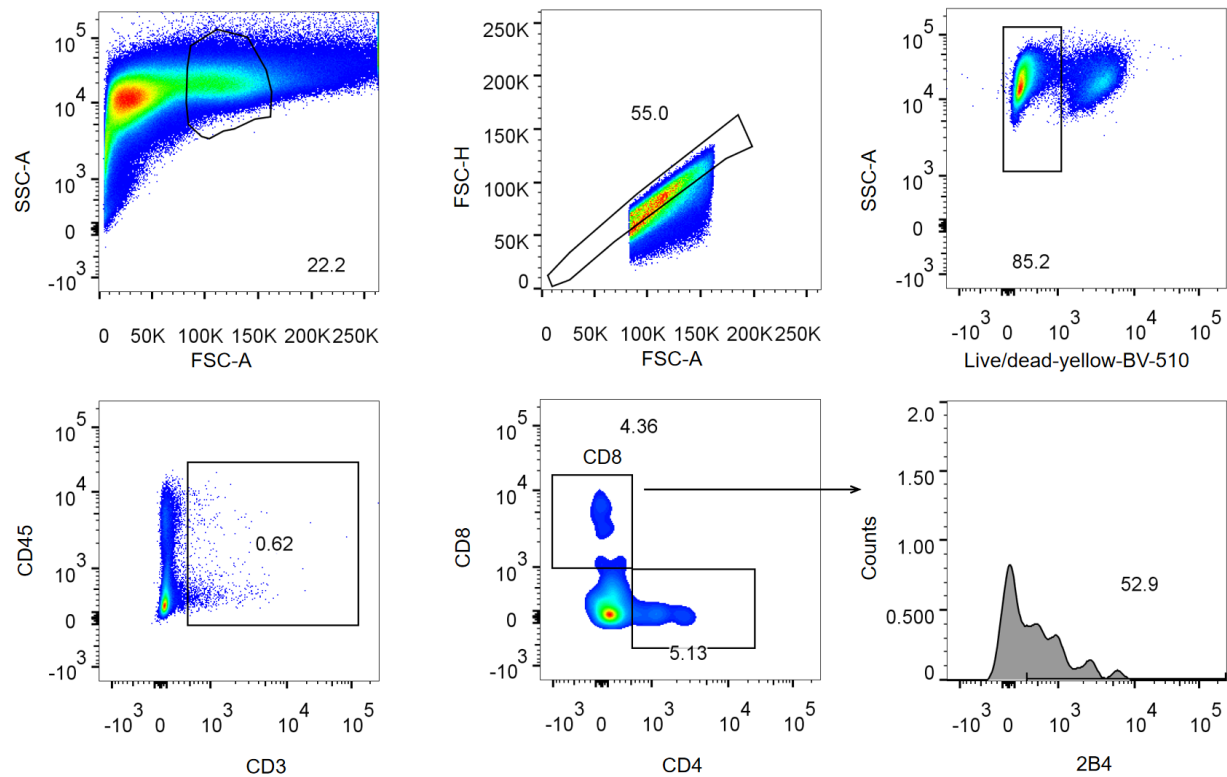 10^5
10^4
10^3
0
-10^3
SSC-A
22.2
0 50K 100K 150K 200K 250K
FSC-A
250K
200K
150K
100K
50K
0
FSC-H
55.0
0 50K 100K 150K 200K 250K
FSC-A
10^5
10^4
10^3
0
-10^3
SSC-A
85.2
-10^3 0 10^3 10^4 10^5
Live/dead-yellow-BV-510
10^5
10^4
10^3
0
-10^3
CD45
0.62
-10^3 0 10^3 10^4 10^5
CD3
10^5
10^4
10^3
0
-10^3
CD8
4.36
CD8
5.13
-10^3 0 10^3 10^4 10^5
CD4
2.0
1.50
1.00
0.500
0
Counts
52.9
-10^3 0 10^3 10^4 10^5
2B4